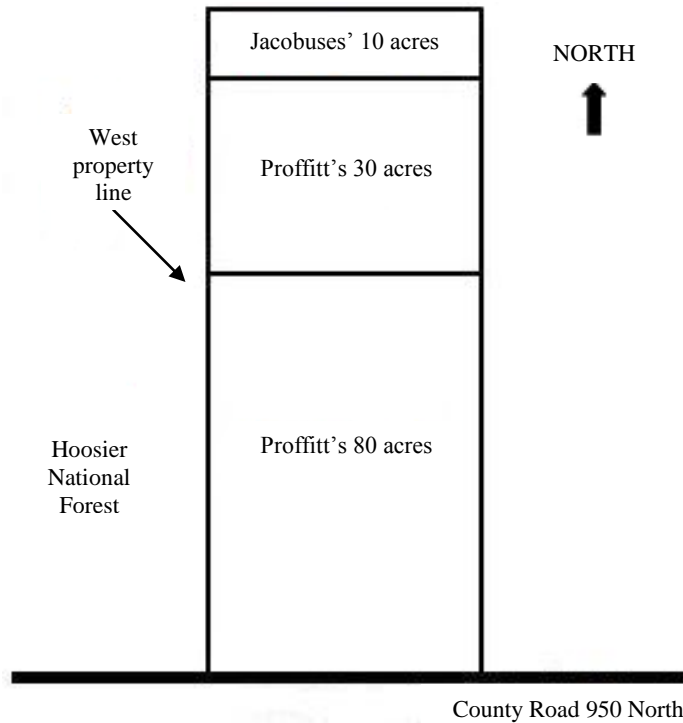 Jacobuses' 10 acres
NORTH
West
property
line
Proffitt's 30 acres
Hoosier
National
Forest
Proffitt's 80 acres
County Road 950 North